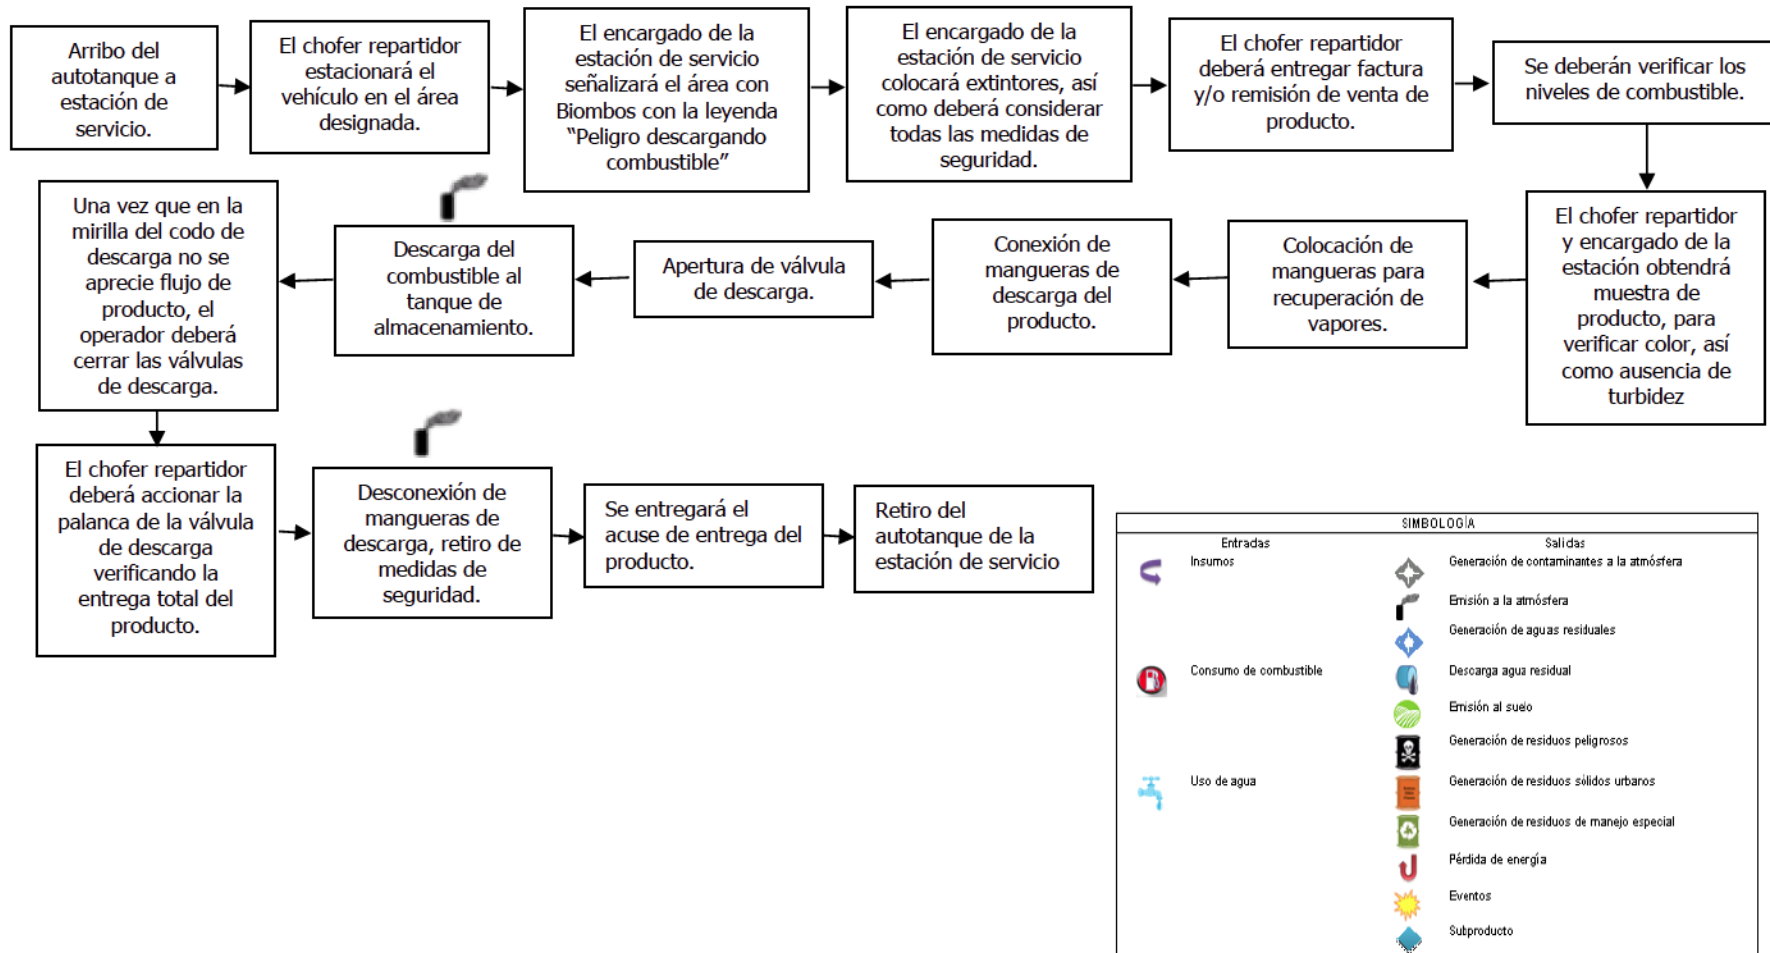 Arribo del
autotanque a
estación de
servicio.
El chofer repartidor
estacionará el
vehículo en el área
designada.
El encargado de la
estación de servicio
señalizará el área con
Biombos con la leyenda
“Peligro descargando
combustible”
El encargado de la
estación de servicio
colocará extintores, así
como deberá considerar
todas las medidas de
seguridad.
El chofer repartidor
deberá entregar factura
y/o remisión de venta de
producto.
Se deberán verificar los
niveles de combustible.
El chofer repartidor
y encargado de la
estación obtendrá
muestra de
producto, para
verificar color, así
como ausencia de
turbidez
Colocación de
mangueras para
recuperación de
vapores.
Conexión de
mangueras de
descarga del
producto.
Apertura de válvula
de descarga.
Descarga del
combustible al
tanque de
almacenamiento.
Una vez que en la
mirilla del codo de
descarga no se
aprecie flujo de
producto, el
operador deberá
cerrar las válvulas
de descarga.
El chofer repartidor
deberá accionar la
palanca de la válvula
de descarga
verificando la
entrega total del
producto.
Desconexión de
mangueras de
descarga, retiro de
medidas de
seguridad.
Se entregará el
acuse de entrega del
producto.
Retiro del
autotanque de la
estación de servicio
SIMBOLOGÍA
Entradas
Salidas
Insumos
Generación de contaminantes a la atmósfera
Emisión a la atmósfera
Generación de aguas residuales
Consumo de combustible
Descarga agua residual
Emisión al suelo
Generación de residuos peligrosos
Uso de agua
Generación de residuos sólidos urbanos
Generación de residuos de manejo especial
Pérdida de energía
Eventos
Subproducto